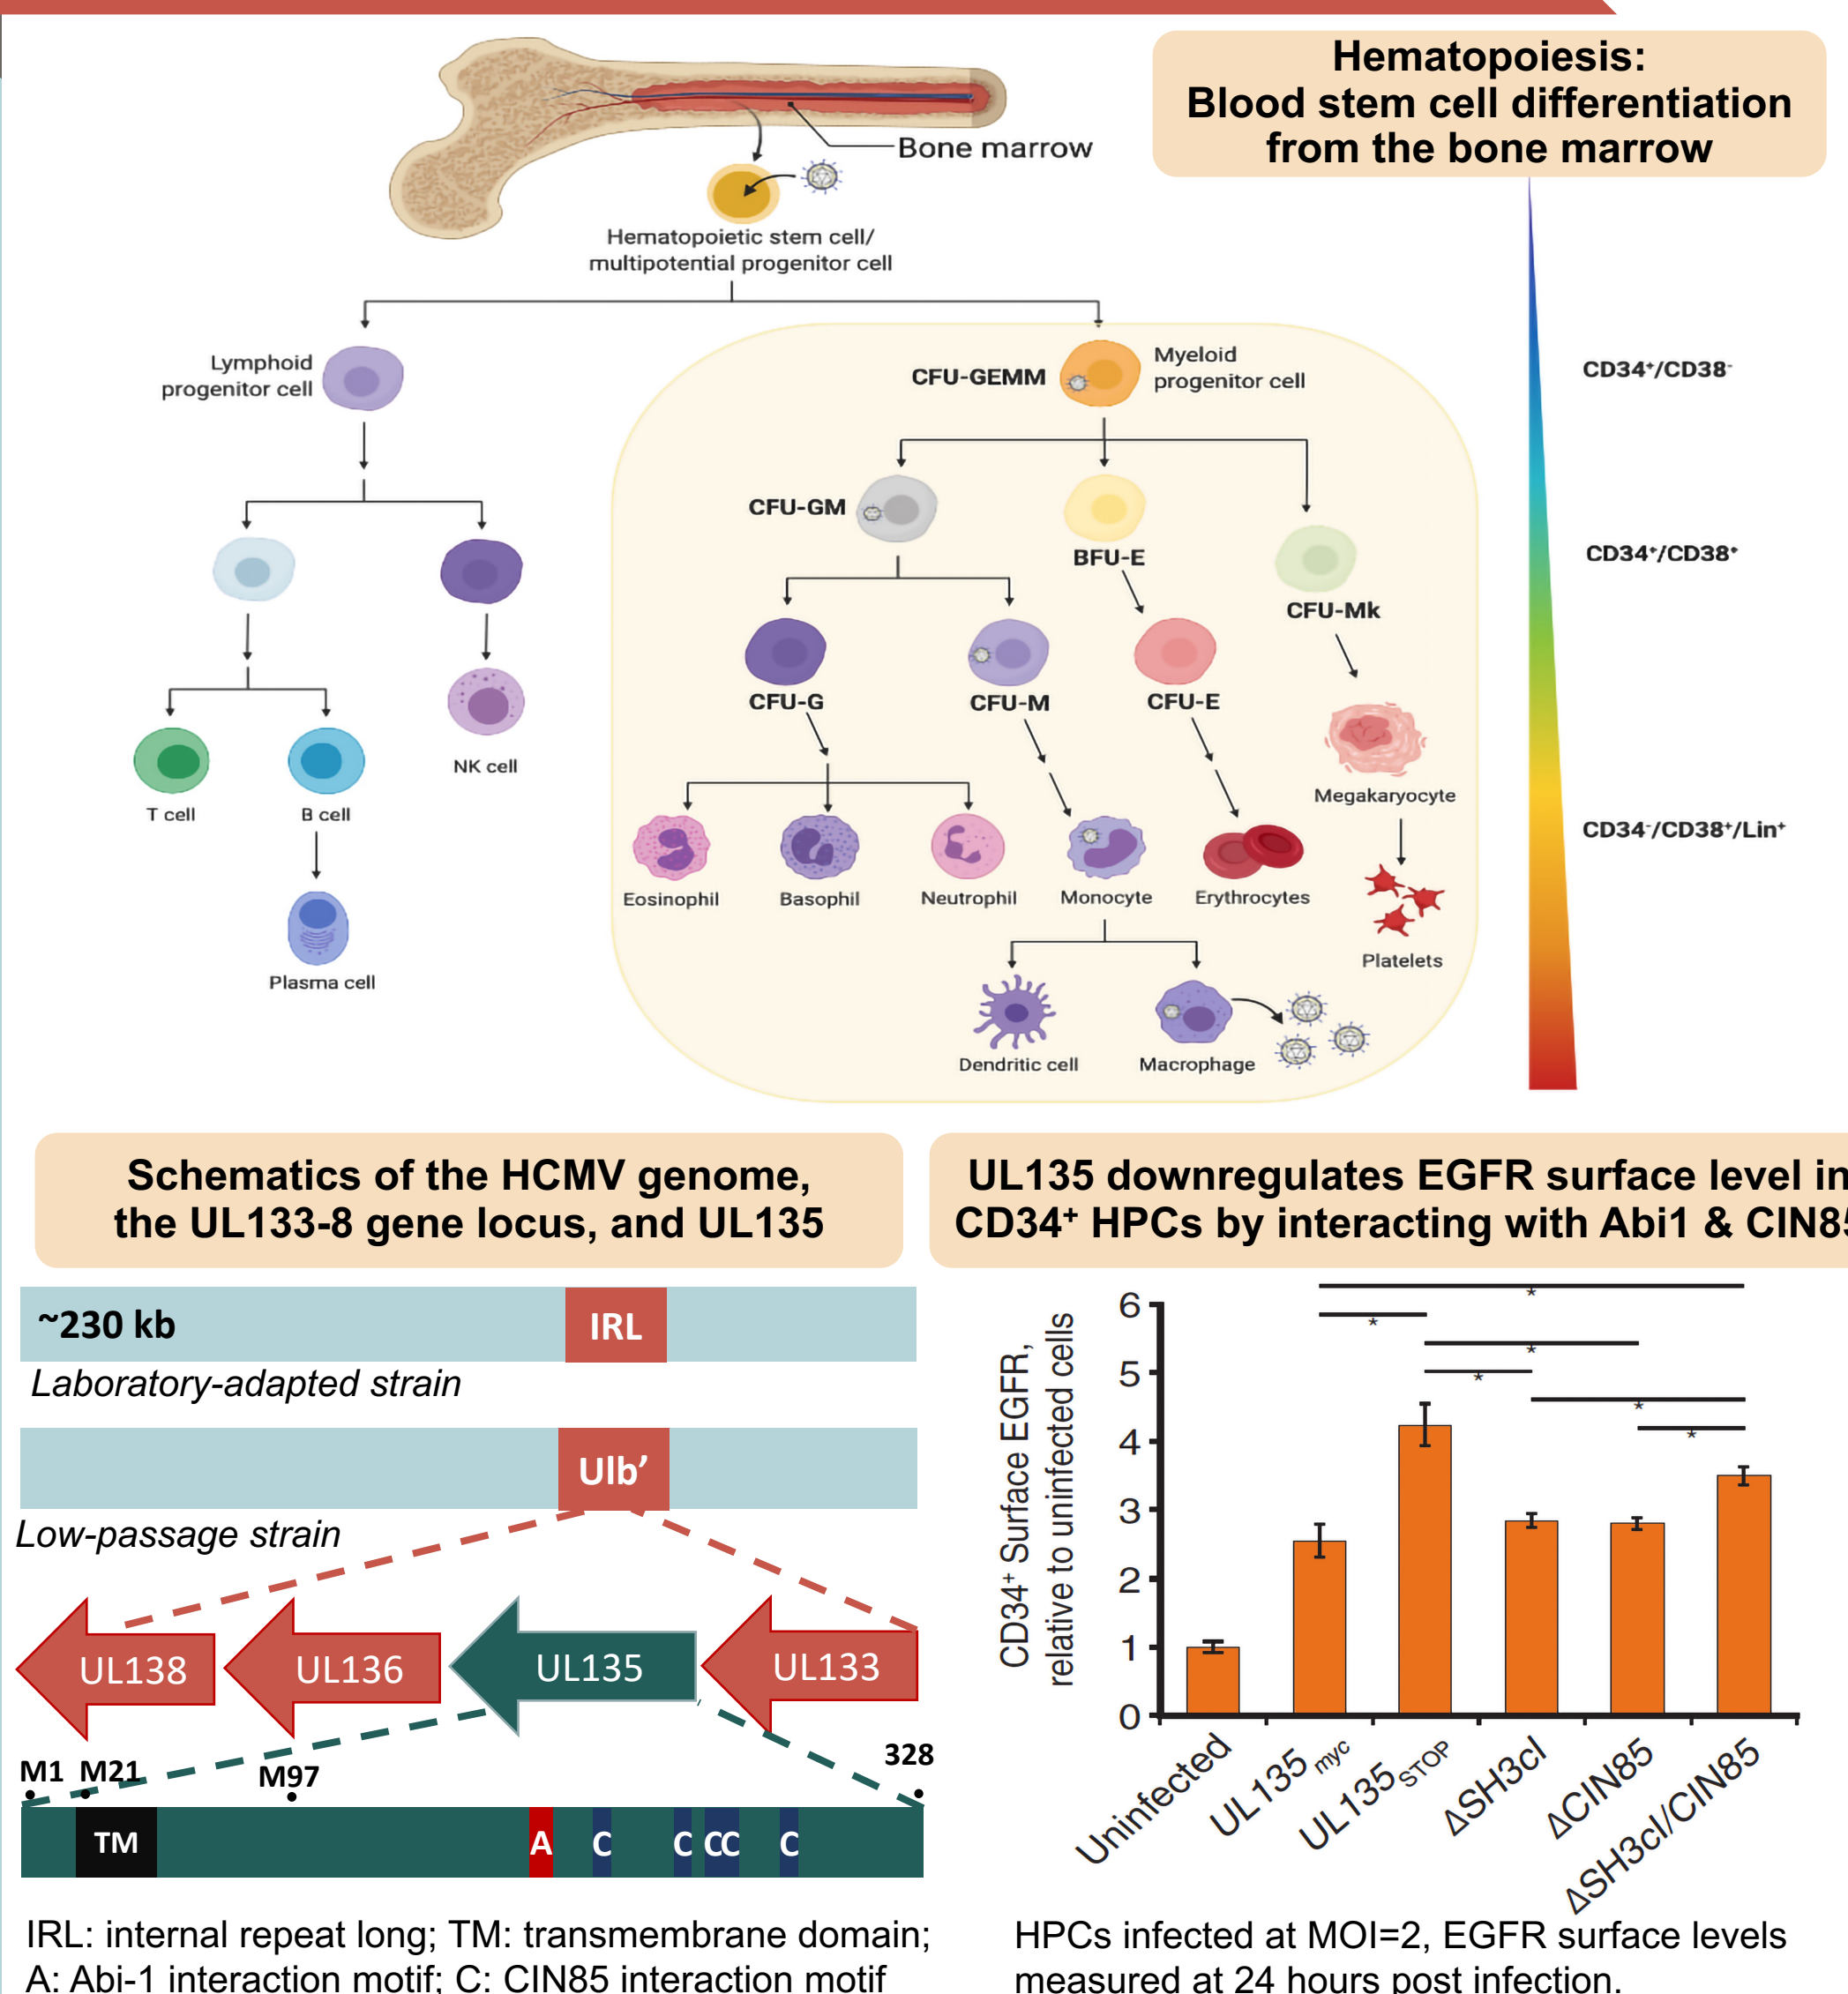 Hematopoiesis:
Blood stem cell differentiation
from the bone marrow
Bone marrow
Hematopoietic stem cell/
multipotential progenitor cell
Lymphoid
progenitor cell
CFU-GEMM
Myeloid
progenitor cell
CD34⁺/CD38⁻
CFU-GM
BFU-E
CFU-Mk
CD34⁺/CD38⁺
CFU-G
CFU-M
CFU-E
NK cell
T cell
B cell
Megakaryocyte
CD34⁻/CD38⁺/Lin⁺
Eosinophil
Basophil
Neutrophil
Monocyte
Erythrocytes
Platelets
Plasma cell
Dendritic cell
Macrophage
Schematics of the HCMV genome,
the UL133-8 gene locus, and UL135
~230 kb
IRL
Laboratory-adapted strain
Ulb’
Low-passage strain
UL138
UL136
UL135
UL133
M1
M21
M97
328
TM
A
C
C
CC
C
IRL: internal repeat long; TM: transmembrane domain;
A: Abi-1 interaction motif; C: CIN85 interaction motif
UL135 downregulates EGFR surface level in
CD34⁺ HPCs by interacting with Abi1 & CIN85
CD34⁺ Surface EGFR,
relative to uninfected cells
6
5
4
3
2
1
0
*
*
*
*
*
*
Uninfected
UL135 myc
UL135 STOP
ΔSH3cl
ΔCIN85
ΔSH3cl/CIN85
HPCs infected at MOI=2, EGFR surface levels
measured at 24 hours post infection.